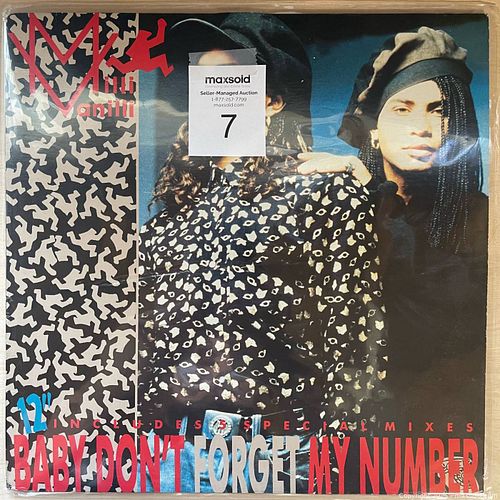 Milli
Vanilli
maxsold
Seller-Managed Auction
1-877-257-7799
maxsold.com
7
12"
INCLUDES 5 SPECIAL MIXES
BABY DON'T FORGET MY NUMBER